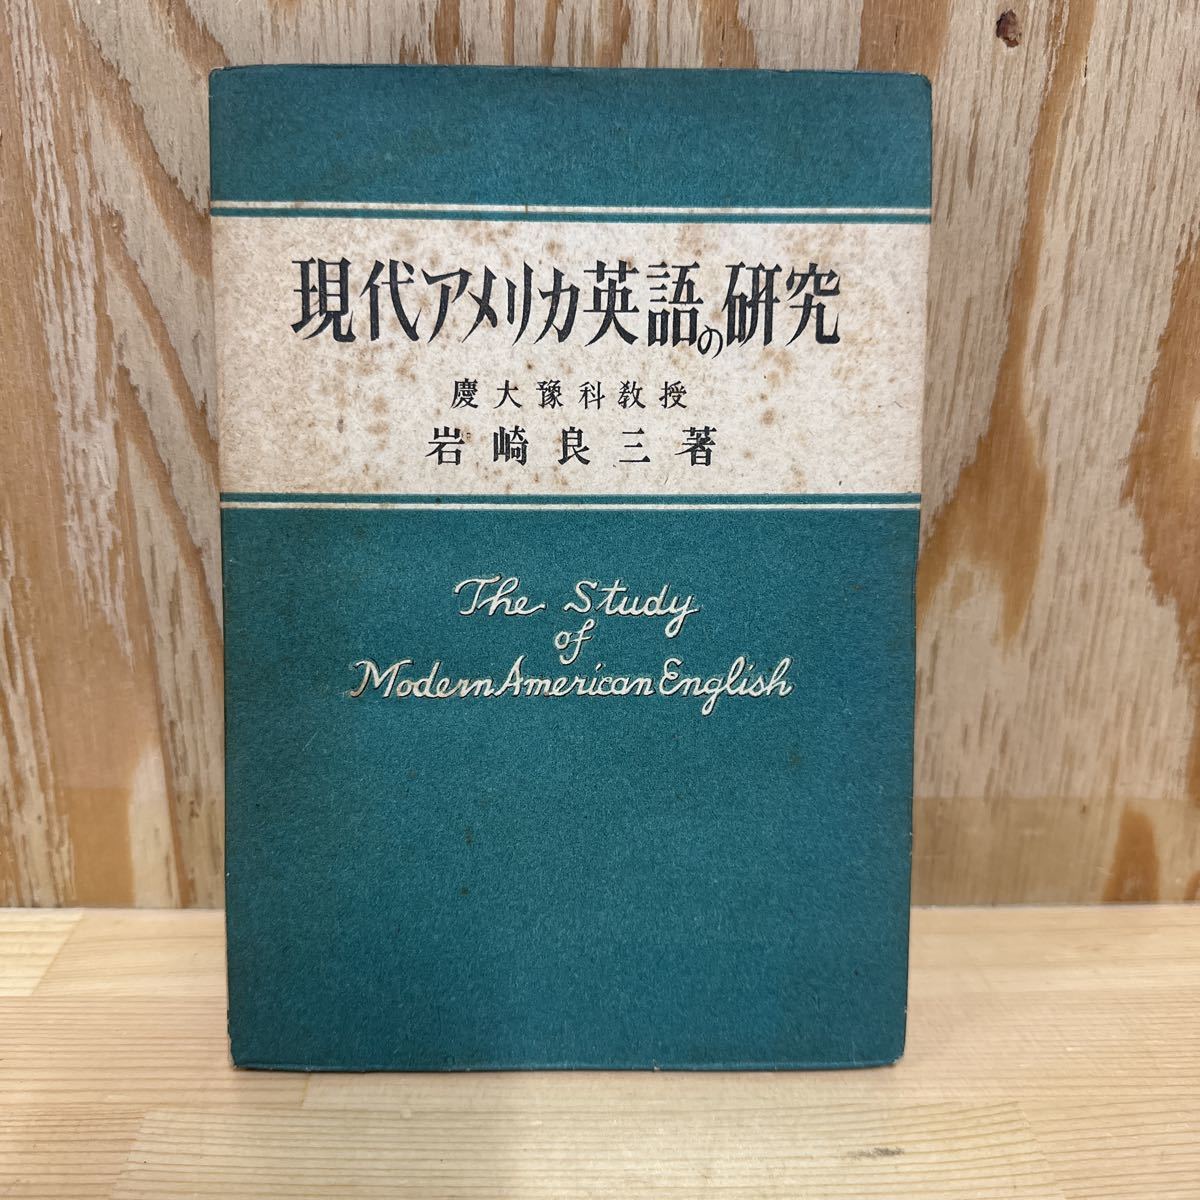 現代アメリカ英語の研究
慶大豫科教授
岩崎良三著
The Study
of
Modern American English